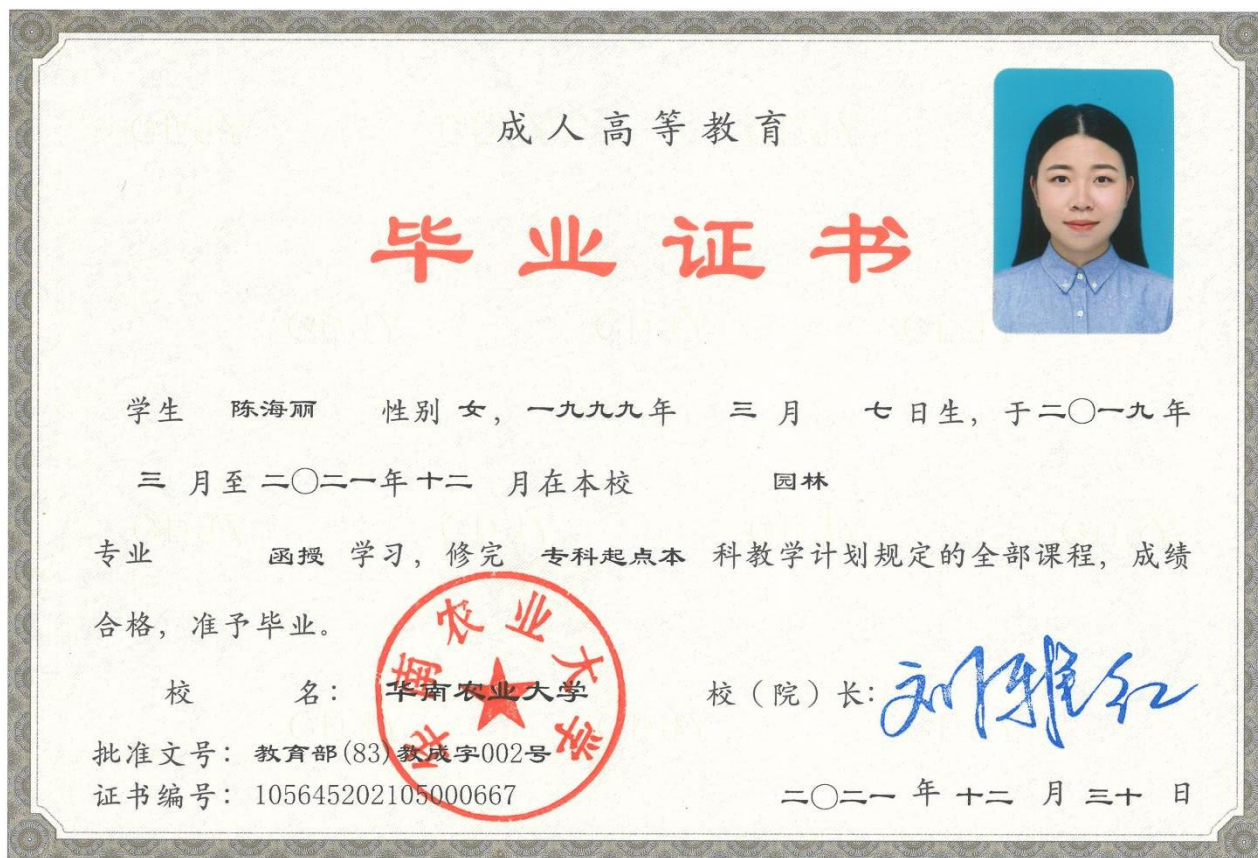 成人高等教育
毕业证书
学生 陈海丽 性别 女，一九九九年 三 月 七 日生，于二〇一九年
三 月至 二〇二一年十二 月在本校 园林
专业 函授 学习，修完 专科起点本 科教学计划规定的全部课程，成绩
合格，准予毕业。
校 名：华南农业大学
校（院）长：刘雅红
批准文号：教育部(83)教成字002号
证书编号：105645202105000667
二〇二一 年 十二 月 三十 日
华南农业大学